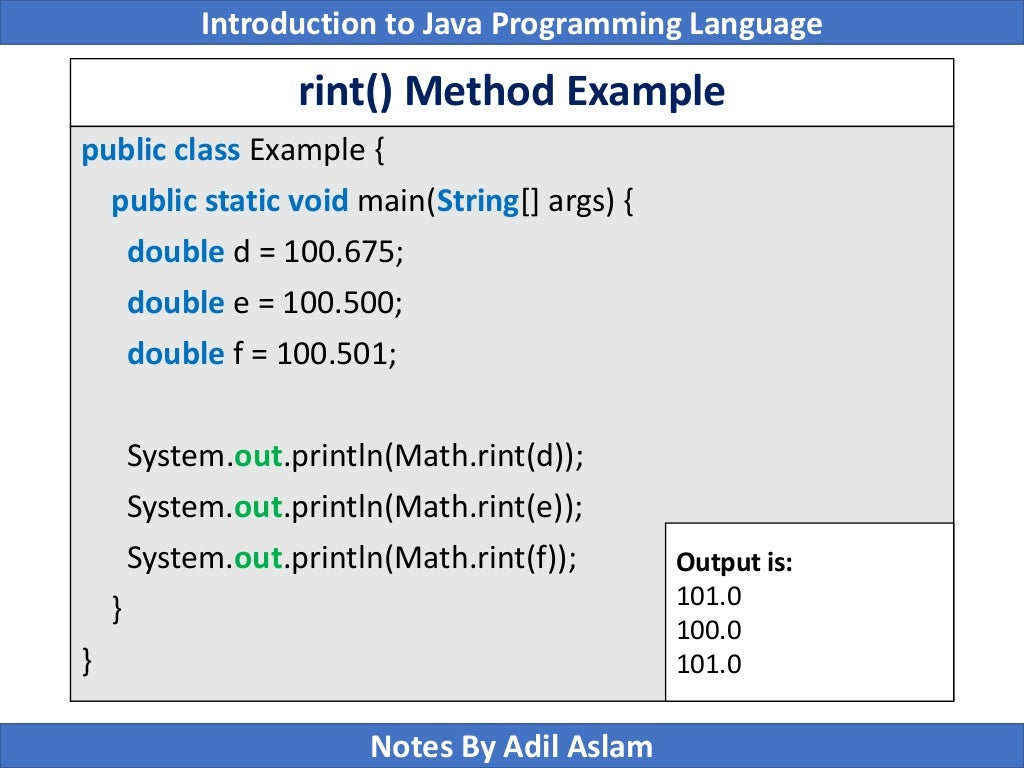 Introduction to Java Programming Language
rint() Method Example
public class Example {
public static void main(String[] args) {
double d = 100.675;
double e = 100.500;
double f = 100.501;
System.out.println(Math.rint(d));
System.out.println(Math.rint(e));
System.out.println(Math.rint(f));
}
}
Output is:
101.0
100.0
101.0
Notes By Adil Aslam